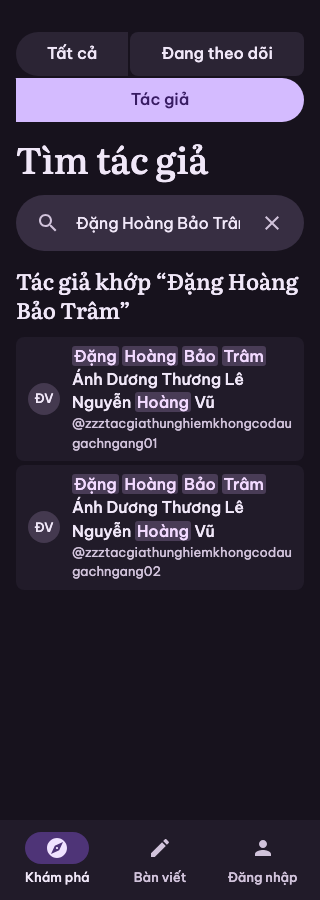 Tất cả
Đang theo dõi
Tác giả
Tìm tác giả
Đặng Hoàng Bảo Trâ
Tác giả khớp “Đặng Hoàng
Bảo Trâm”
ĐV
Đặng Hoàng Bảo Trâm
Ánh Dương Thương Lê
Nguyễn Hoàng Vũ
@zzztacgiathunghiemkhongcodau
gachngang01
ĐV
Đặng Hoàng Bảo Trâm
Ánh Dương Thương Lê
Nguyễn Hoàng Vũ
@zzztacgiathunghiemkhongcodau
gachngang02
Khám phá
Bàn viết
Đăng nhập